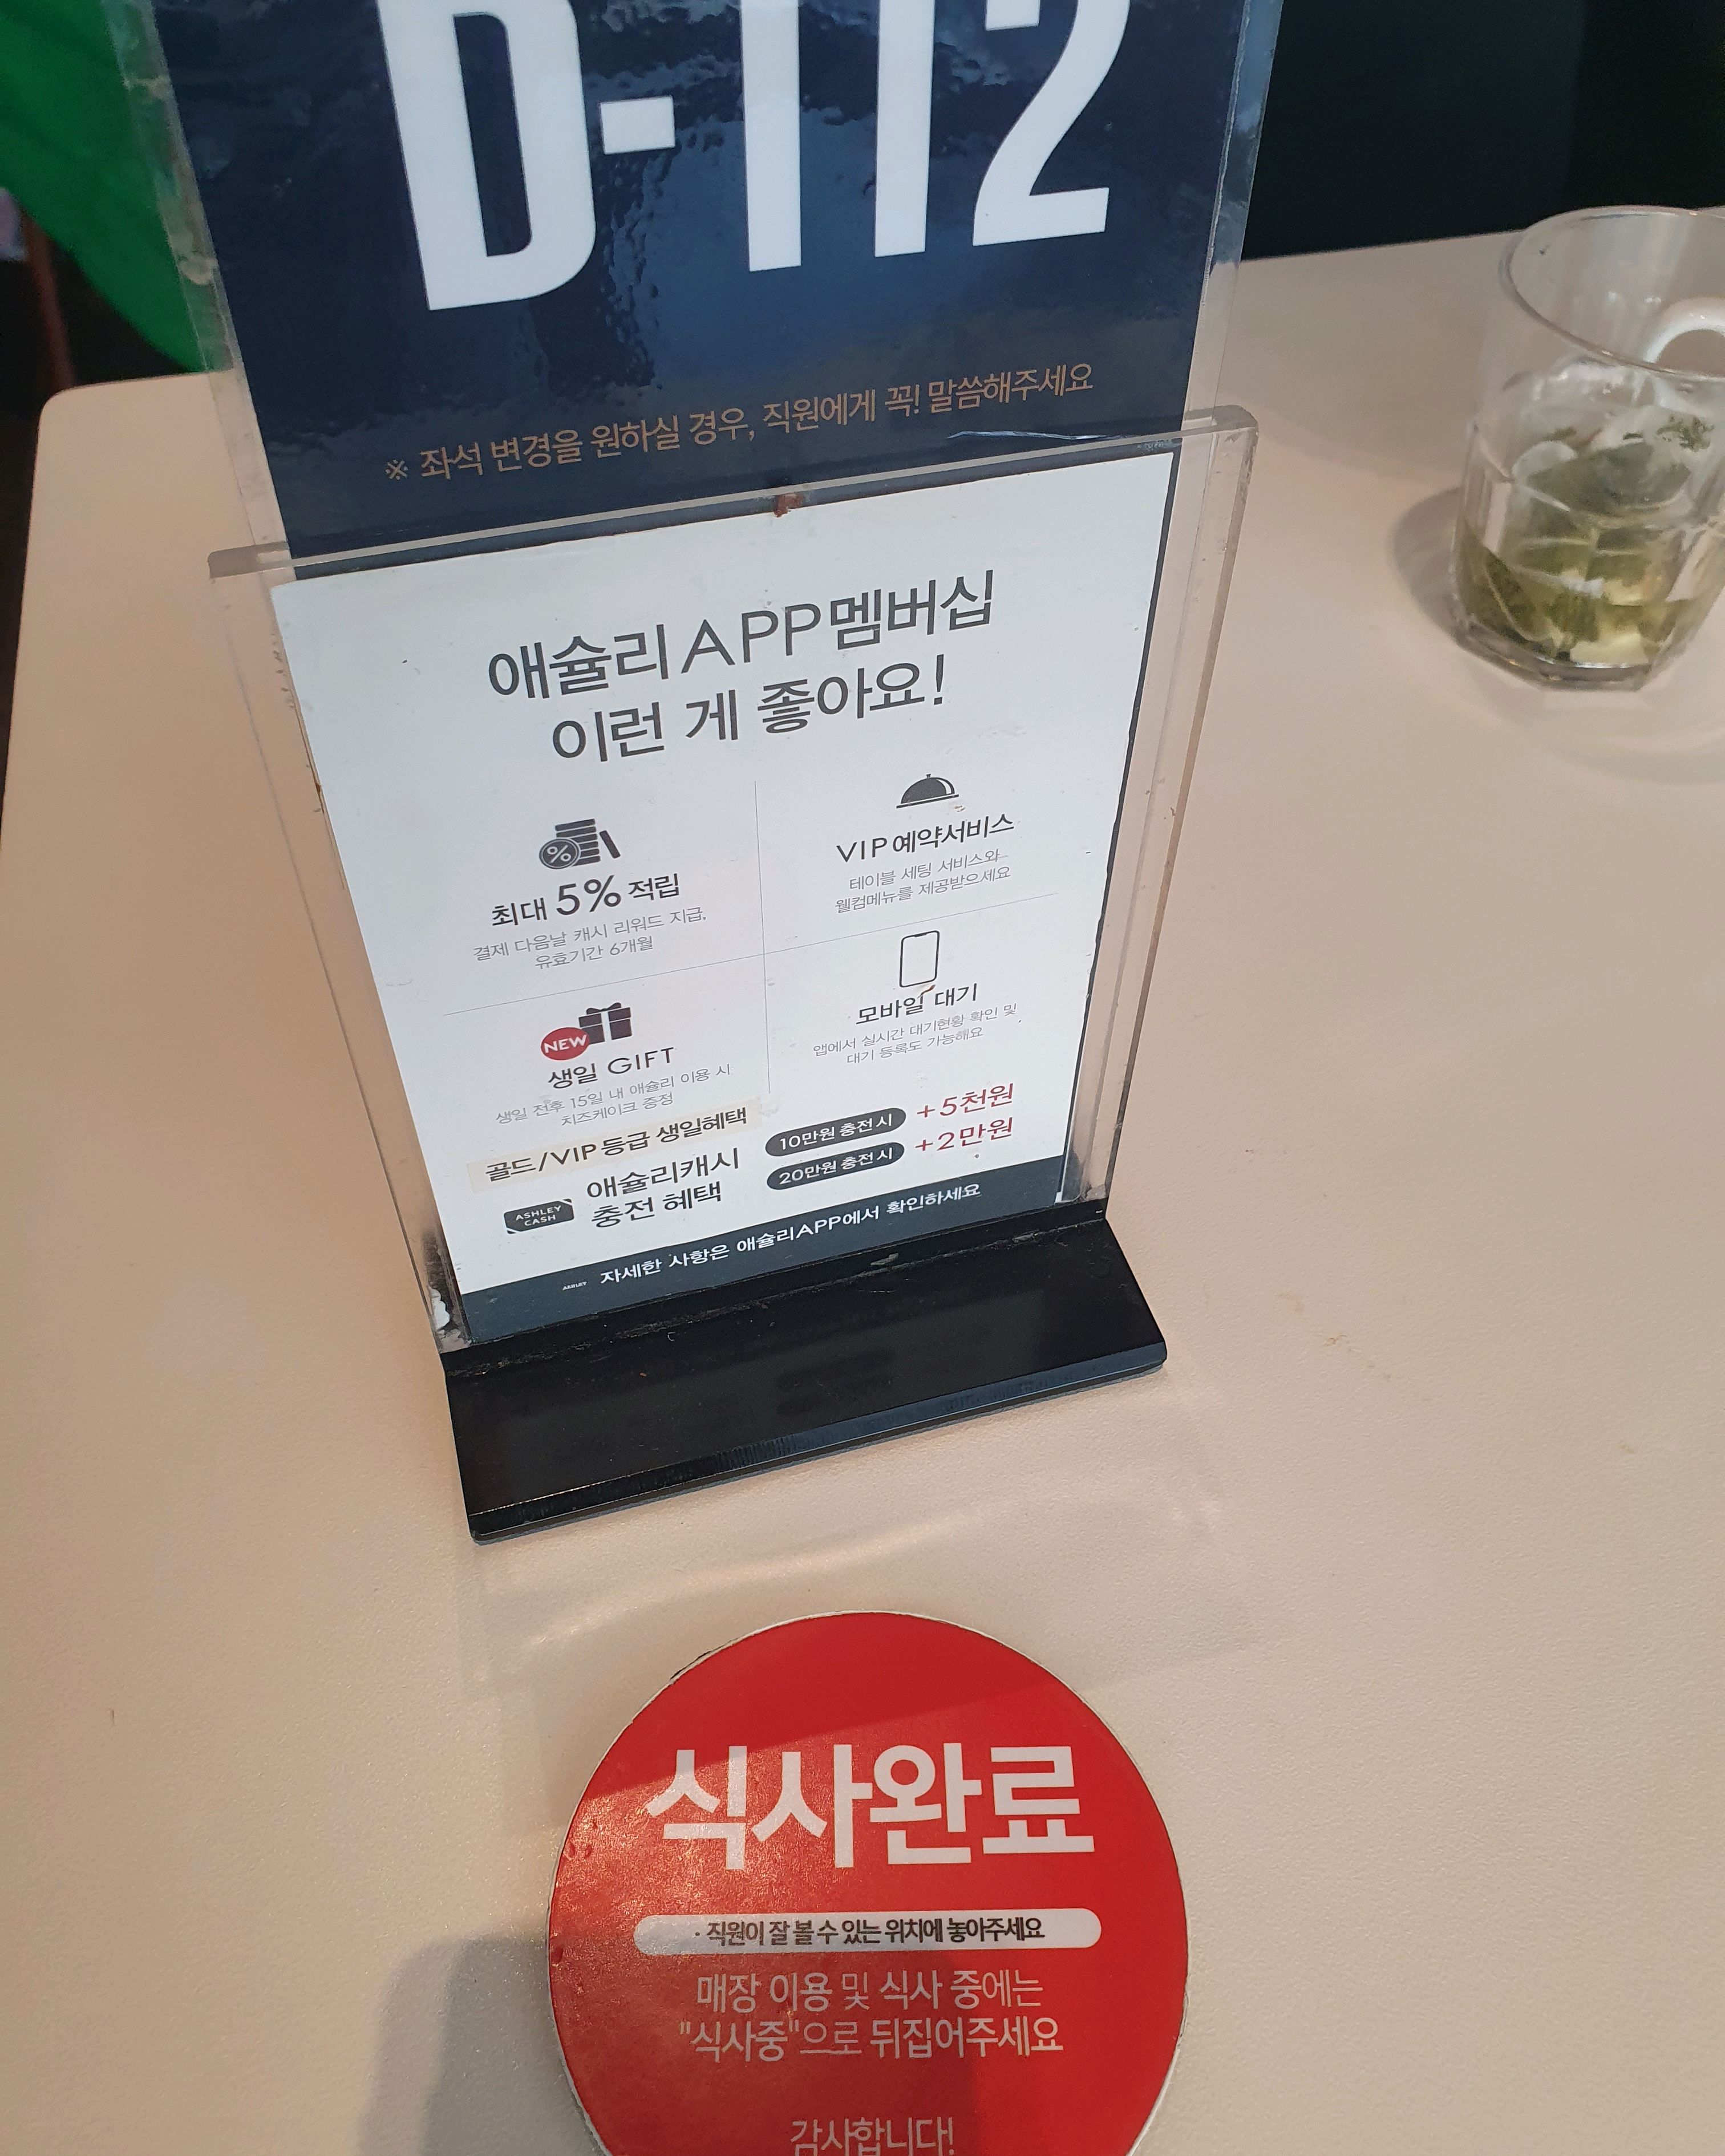 D-112
※ 좌석 변경을 원하실 경우, 직원에게 꼭! 말씀해주세요
애슐리 APP 멤버십
이런 게 좋아요!
최대 5% 적립
결제 다음날 캐시 리워드 지급,
유효기간 6개월
VIP 예약서비스
테이블 세팅 서비스와
웰컴메뉴를 제공받으세요
NEW
생일 GIFT
생일 전후 15일 내 애슐리 이용 시
치즈케이크 증정
골드/VIP등급 생일혜택
모바일 대기
앱에서 실시간 대기현황 확인 및
대기 등록도 가능해요
ASHLEY
CASH
애슐리캐시
충전 혜택
10만원 충전시 +5천원
20만원 충전시 +2만원
ASHLEY 자세한 사항은 애슐리APP에서 확인하세요
식사완료
· 직원이 잘 볼 수 있는 위치에 놓아주세요
매장 이용 및 식사 중에는
"식사중"으로 뒤집어주세요
감사합니다!